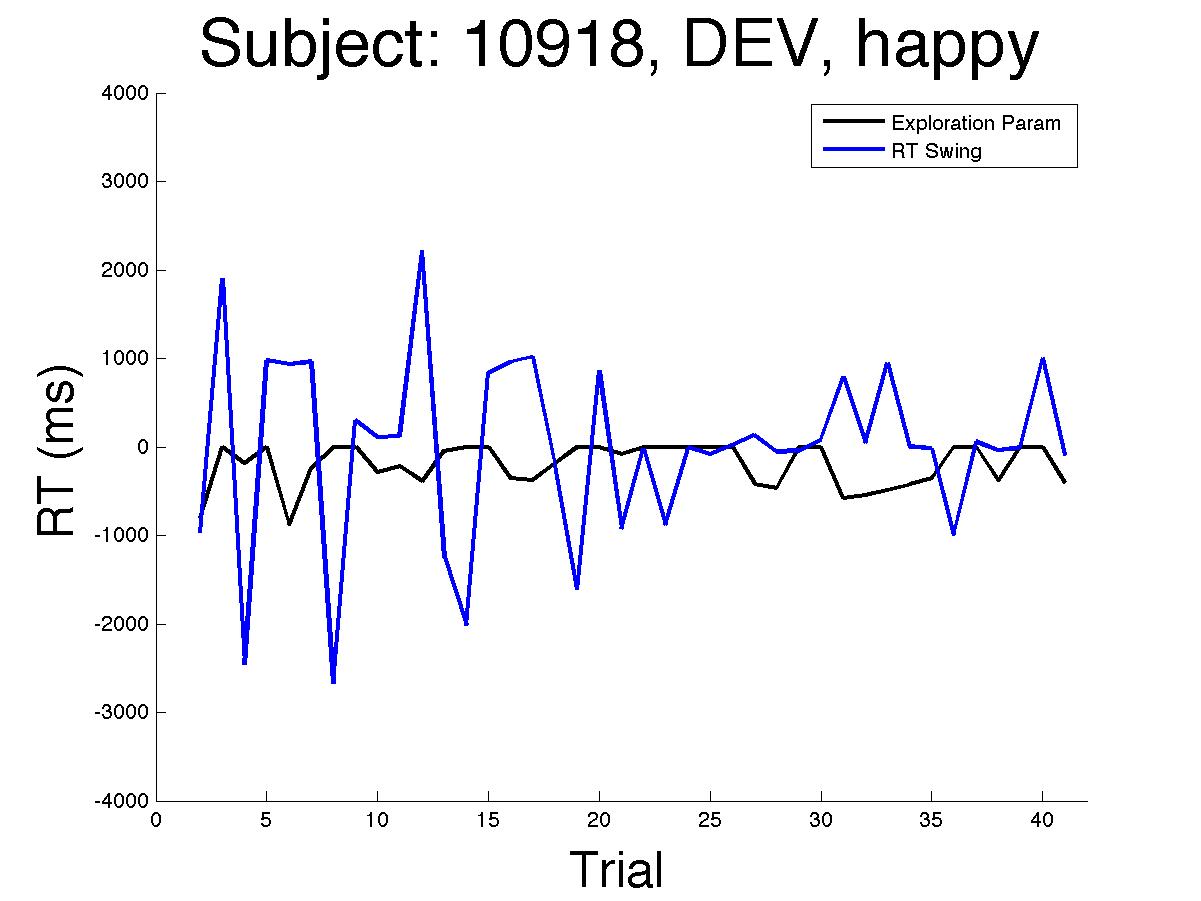 Subject: 10918, DEV, happy
Exploration Param
RT Swing
RT (ms)
4000
3000
2000
1000
0
-1000
-2000
-3000
-4000
0 5 10 15 20 25 30 35 40
Trial